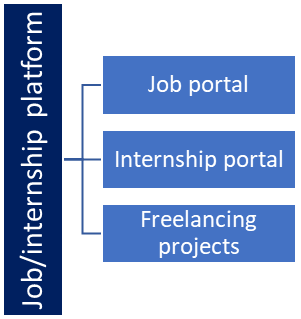 Job/internship platform
Job portal
Internship portal
Freelancing
projects